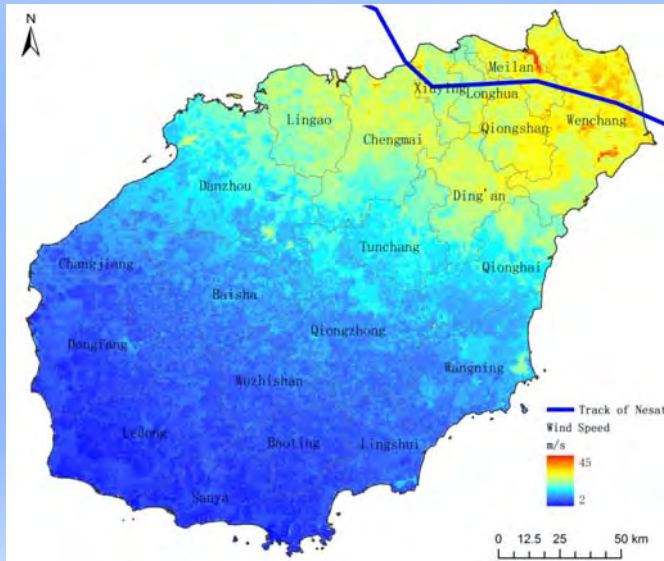 N
Meilan
Xiuying
Longhua
Lingao
Chengmai
Qiongshan
Wenchang
Danzhou
Ding'an
Tunchang
Changjiang
Qionghai
Baisha
Qiongzhong
Dongfang
Wangning
Wuzhishan
Ledong
Baoting
Lingshui
Sanya
Track of Nesat
Wind Speed
m/s
45
2
0 12.5 25 50 km